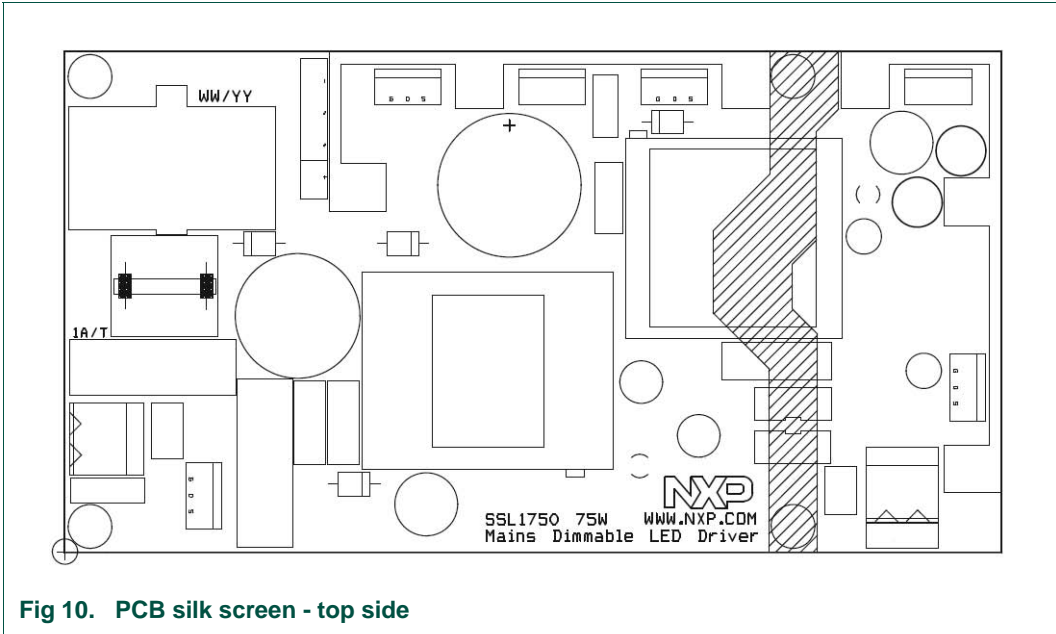 WW/YY
G D S
G D S
1A/T
G D S
G D S
NXP
SSL1750 75W WWW.NXP.COM
Mains Dimmable LED Driver
Fig 10. PCB silk screen - top side